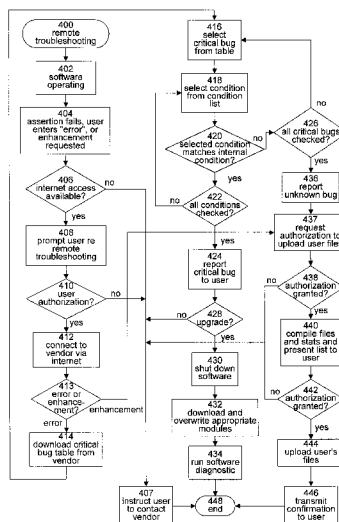 400
remote
troubleshooting
402
software
operating
404
assertion fails, user
enters "error", or
enhancement
requested
406
internet access
available?
no
yes
408
prompt user re
remote
troubleshooting
410
user
authorization?
no
yes
412
connect to
vendor via
internet
413
error or
enhance-
ment?
enhancement
error
414
download critical
bug table from
vendor
407
instruct user
to contact
vendor
416
select
critical bug
from table
418
select condition
from condition
list
420
selected condition
matches internal
condition?
no
yes
422
all conditions
checked?
no
yes
424
report
critical bug
to user
428
upgrade?
no
yes
430
shut down
software
432
download and
overwrite appropriate
modules
434
run software
diagnostic
448
end
no
426
all critical bugs
checked?
yes
436
report
unknown bug
437
request
authorization to
upload user files
438
authorization
granted?
no
yes
440
compile files
and stats and
present list to
user
442
authorization
granted?
no
yes
444
upload user's
files
446
transmit
confirmation
to user